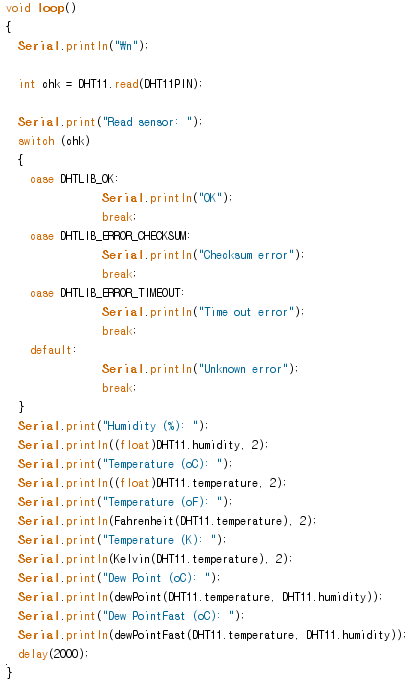 void loop()
{
  Serial.println("₩n");

  int chk = DHT11.read(DHT11PIN);

  Serial.print("Read sensor: ");
  switch (chk)
  {
    case DHTLIB_OK:
                Serial.println("OK");
                break;
    case DHTLIB_ERROR_CHECKSUM:
                Serial.println("Checksum error");
                break;
    case DHTLIB_ERROR_TIMEOUT:
                Serial.println("Time out error");
                break;
    default:
                Serial.println("Unknown error");
                break;
  }
  Serial.print("Humidity (%): ");
  Serial.println((float)DHT11.humidity, 2);
  Serial.print("Temperature (oC): ");
  Serial.println((float)DHT11.temperature, 2);
  Serial.print("Temperature (oF): ");
  Serial.println(Fahrenheit(DHT11.temperature), 2);
  Serial.print("Temperature (K): ");
  Serial.println(Kelvin(DHT11.temperature), 2);
  Serial.print("Dew Point (oC): ");
  Serial.println(dewPoint(DHT11.temperature, DHT11.humidity));
  Serial.print("Dew PointFast (oC): ");
  Serial.println(dewPointFast(DHT11.temperature, DHT11.humidity));
  delay(2000);
}